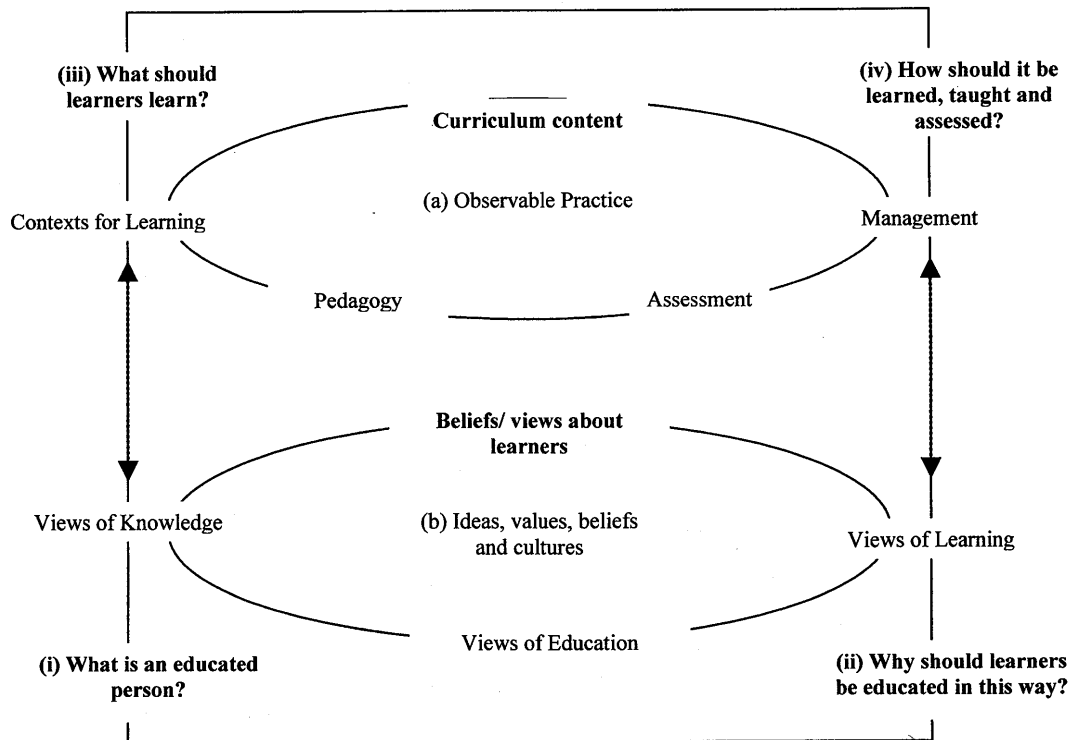 (iii) What should
learners learn?
(iv) How should it be
learned, taught and
assessed?
Curriculum content
(a) Observable Practice
Contexts for Learning
Management
Pedagogy
Assessment
Beliefs/ views about
learners
Views of Knowledge
(b) Ideas, values, beliefs
and cultures
Views of Learning
Views of Education
(i) What is an educated
person?
(ii) Why should learners
be educated in this way?